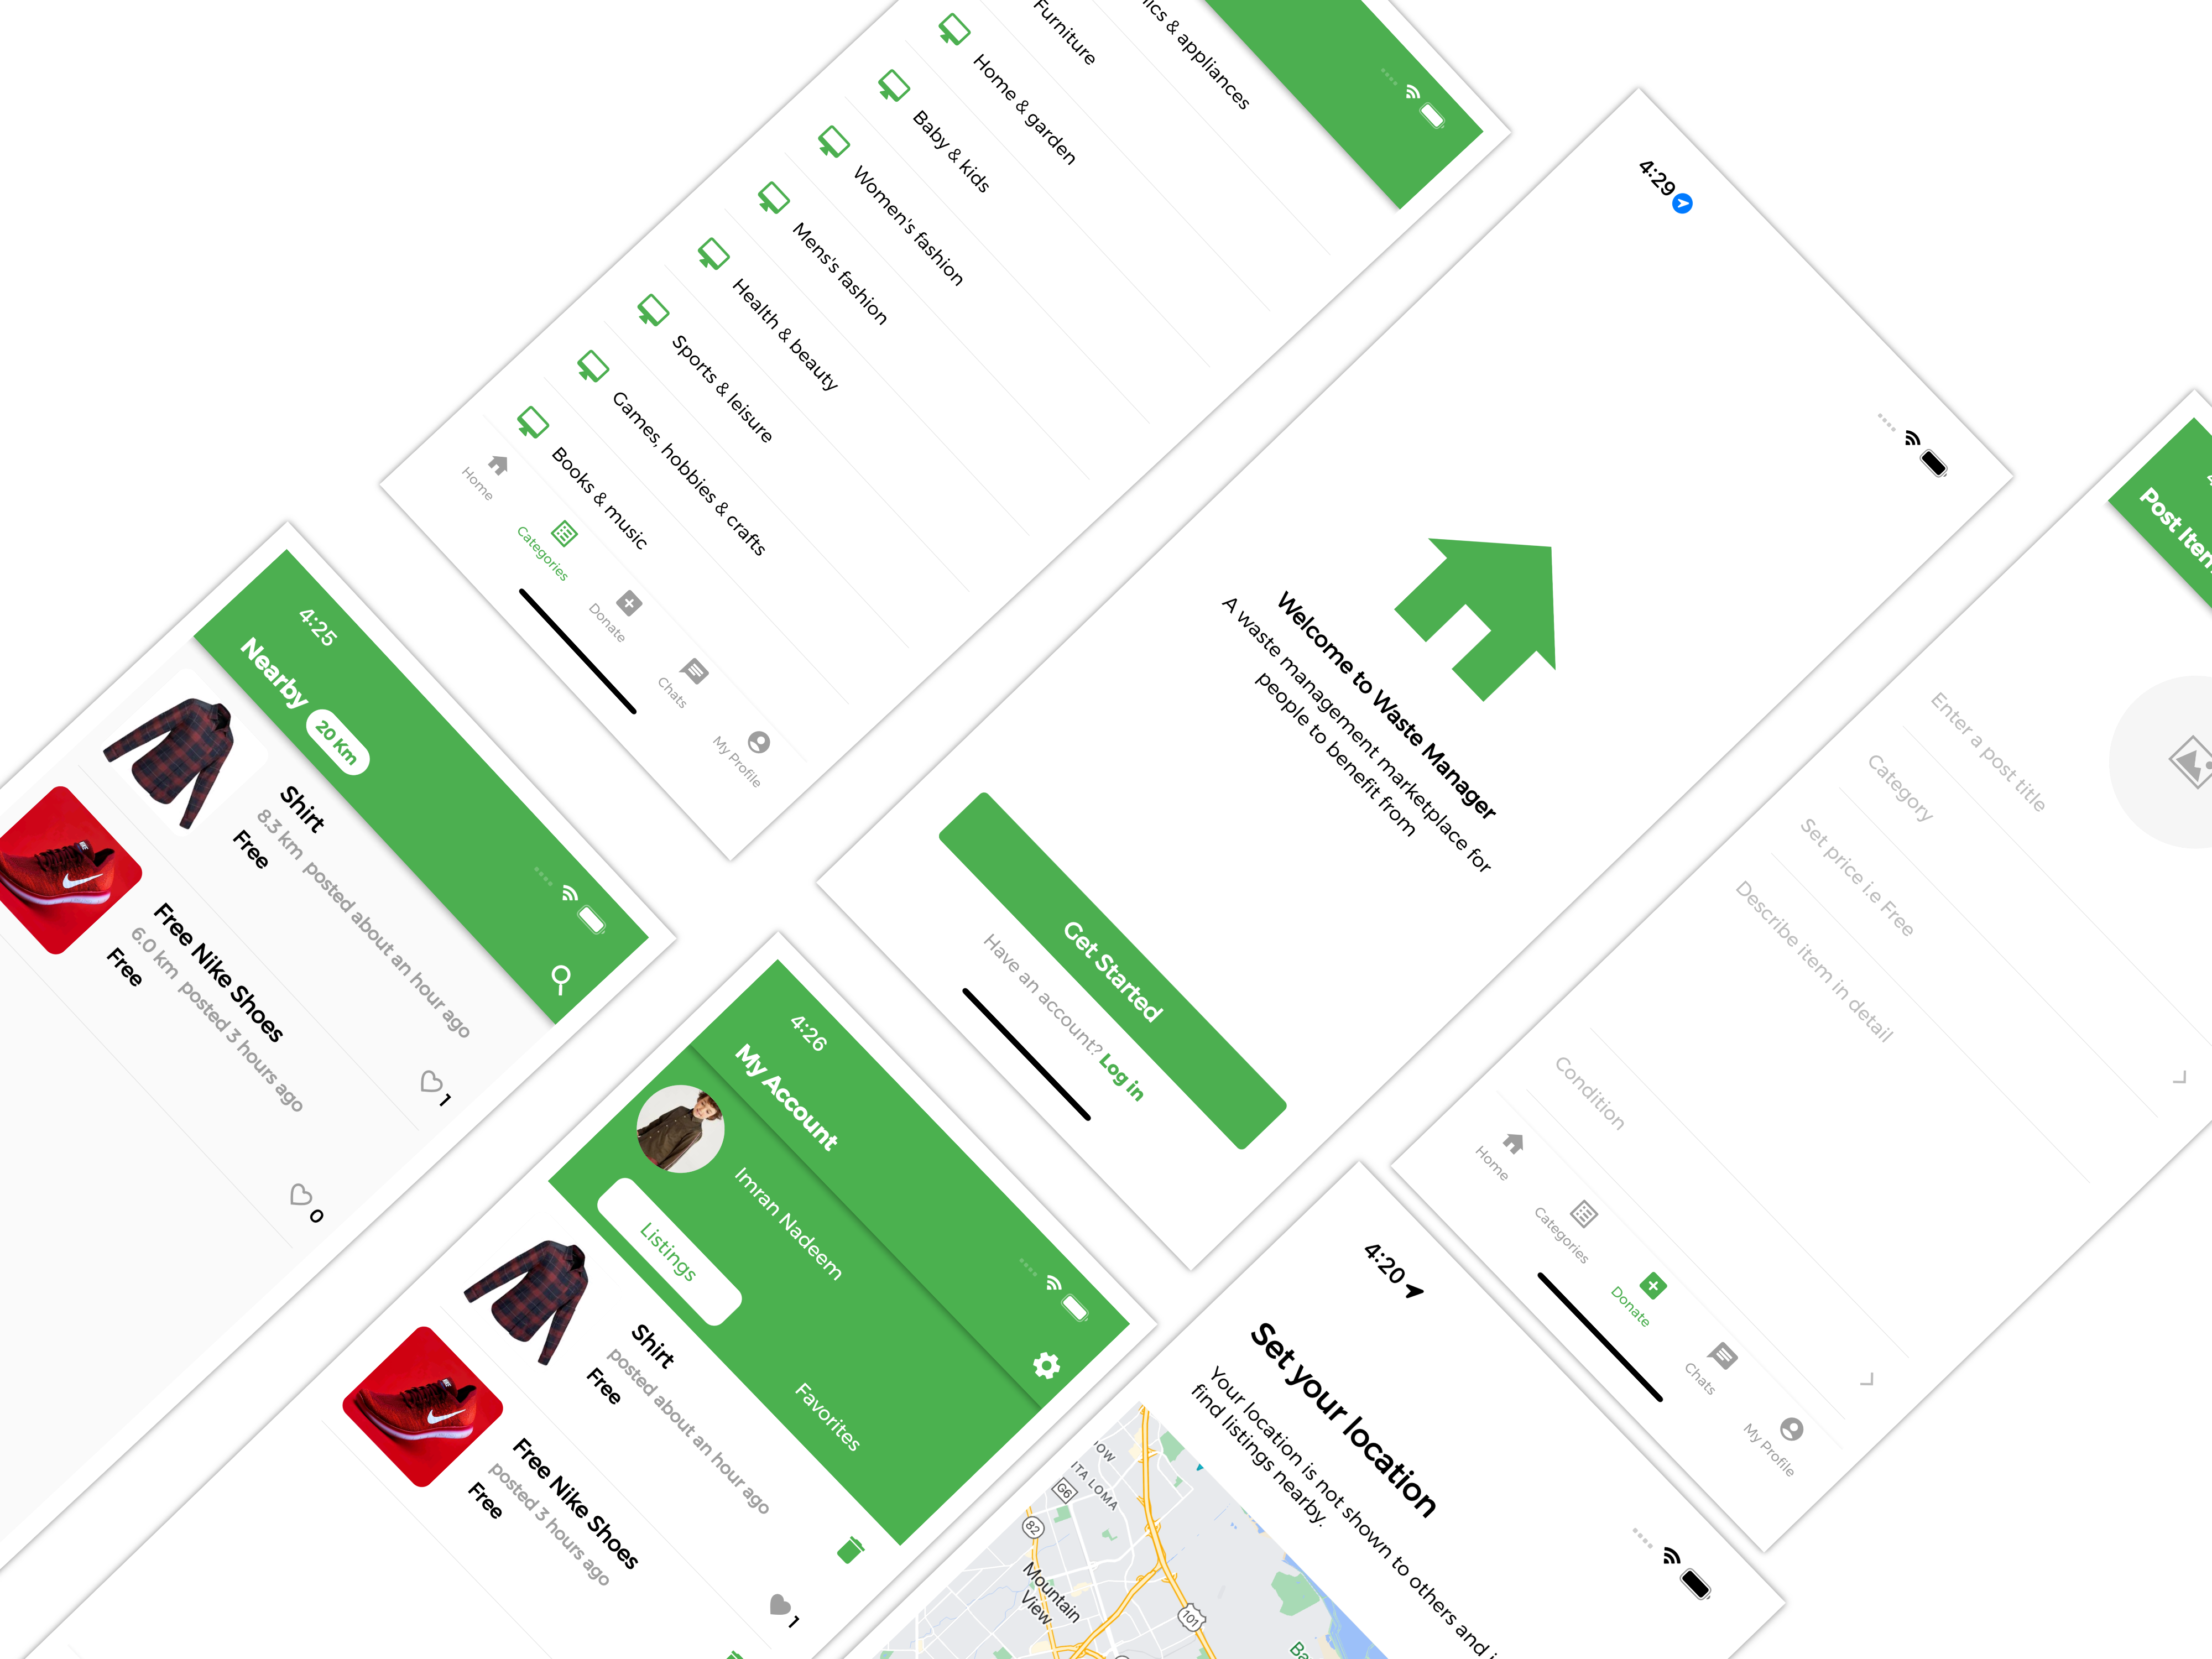 Furniture
& appliances
Home & garden
Baby & kids
Women's fashion
Mens's fashion
Health & beauty
Sports & leisure
Games, hobbies & crafts
Books & music
Home
Categories
Donate
Chats
My Profile
4:29
Welcome to Waste Manager
A waste management marketplace for
people to benefit from
Get Started
Have an account? Log in
Post Item
Enter a post title
Category
Set price i.e Free
Describe item in detail
Condition
Home
Categories
Donate
Chats
My Profile
4:25
Nearby 20 Km
Shirt
8.3 km posted about an hour ago
Free
1
Free Nike Shoes
6.0 km posted 3 hours ago
Free
0
4:26
My Account
Imran Nadeem
Listings
Favorites
Shirt
posted about an hour ago
Free
1
Free Nike Shoes
posted 3 hours ago
Free
4:20
Set your location
Your location is not shown to others and
find listings nearby.
ITA LOMA
G6
82
Mountain
View
101